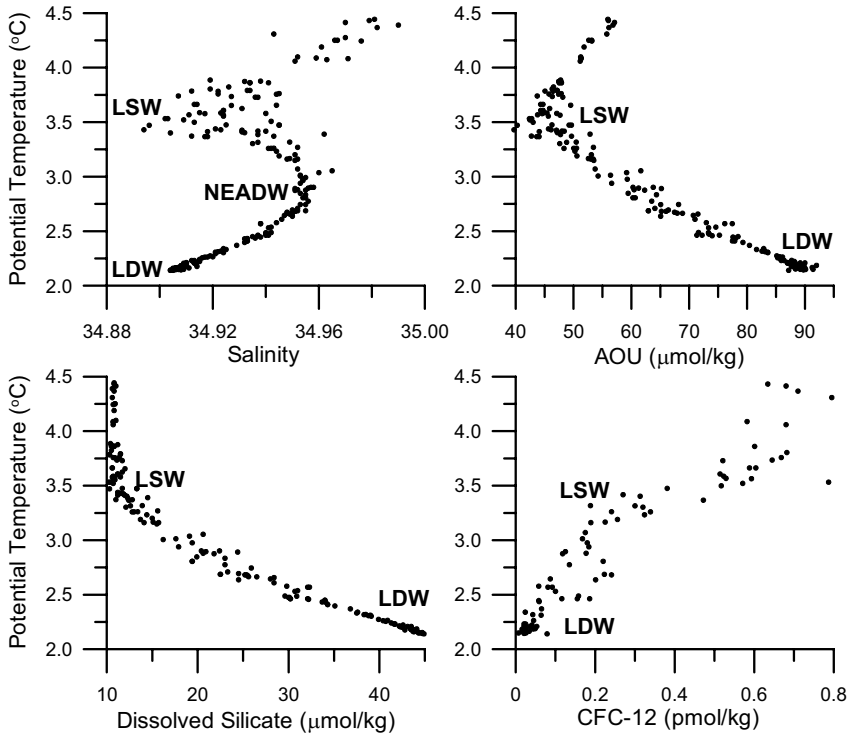 4.5
4.0
3.5
3.0
2.5
2.0
Potential Temperature (°C)
LSW
NEADW
LDW
34.88
34.92
34.96
35.00
Salinity
4.5
4.0
3.5
3.0
2.5
2.0
LSW
LDW
40
50
60
70
80
90
AOU (μmol/kg)
4.5
4.0
3.5
3.0
2.5
2.0
Potential Temperature (°C)
LSW
LDW
10
20
30
40
Dissolved Silicate (μmol/kg)
4.5
4.0
3.5
3.0
2.5
2.0
LSW
LDW
0
0.2
0.4
0.6
0.8
CFC-12 (pmol/kg)